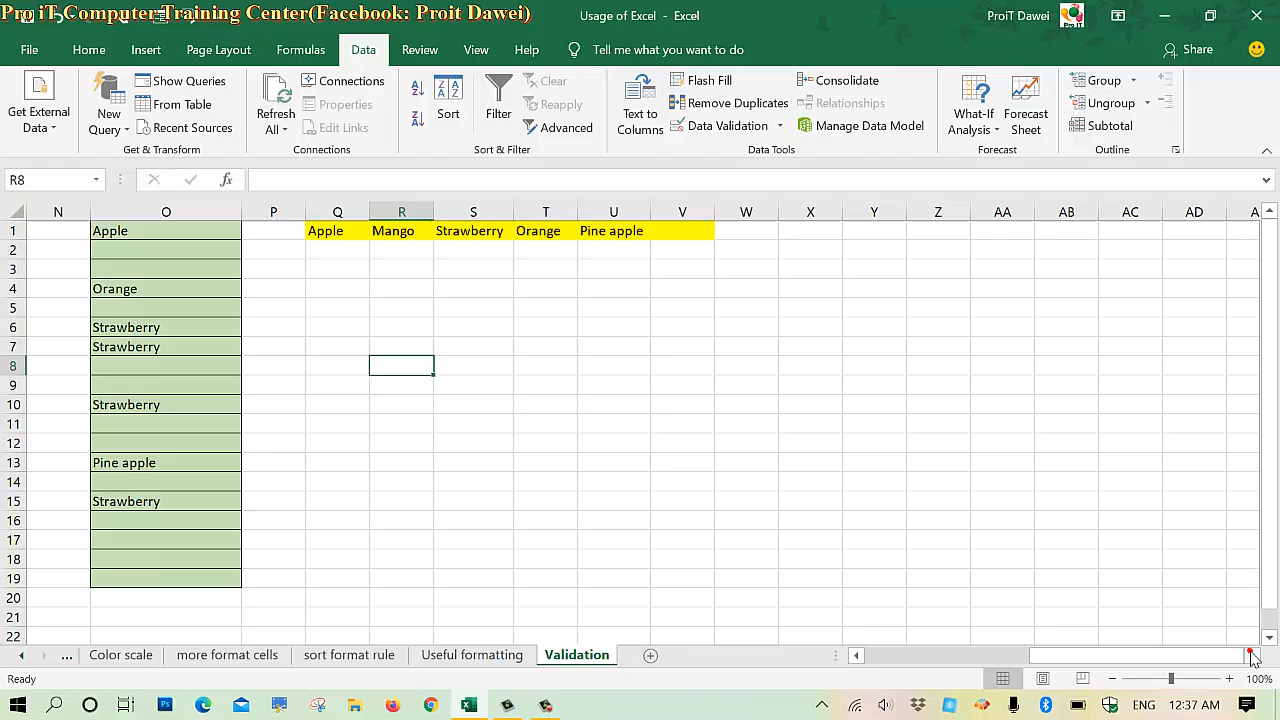 Pro iT Computer Training Center(Facebook: Proit Dawei)
Usage of Excel - Excel
ProiT Dawei
Pro iT
File Home Insert Page Layout Formulas Data Review View Help Tell me what you want to do Share
Get External Data
New Query
Show Queries
From Table
Recent Sources
Get & Transform
Refresh All
Connections
Properties
Edit Links
Connections
Sort
Filter
Clear
Reapply
Advanced
Sort & Filter
Text to Columns
Flash Fill
Remove Duplicates
Data Validation
Consolidate
Relationships
Manage Data Model
Data Tools
What-If Analysis
Forecast Sheet
Forecast
Group
Ungroup
Subtotal
Outline
R8 fx
N O P Q R S T U V W X Y Z AA AB AC AD A
1 Apple Apple Mango Strawberry Orange Pine apple
2
3
4 Orange
5
6 Strawberry
7 Strawberry
8
9
10 Strawberry
11
12
13 Pine apple
14
15 Strawberry
16
17
18
19
20
21
22
... Color scale more format cells sort format rule Useful formatting Validation
Ready 100%
ENG 12:37 AM